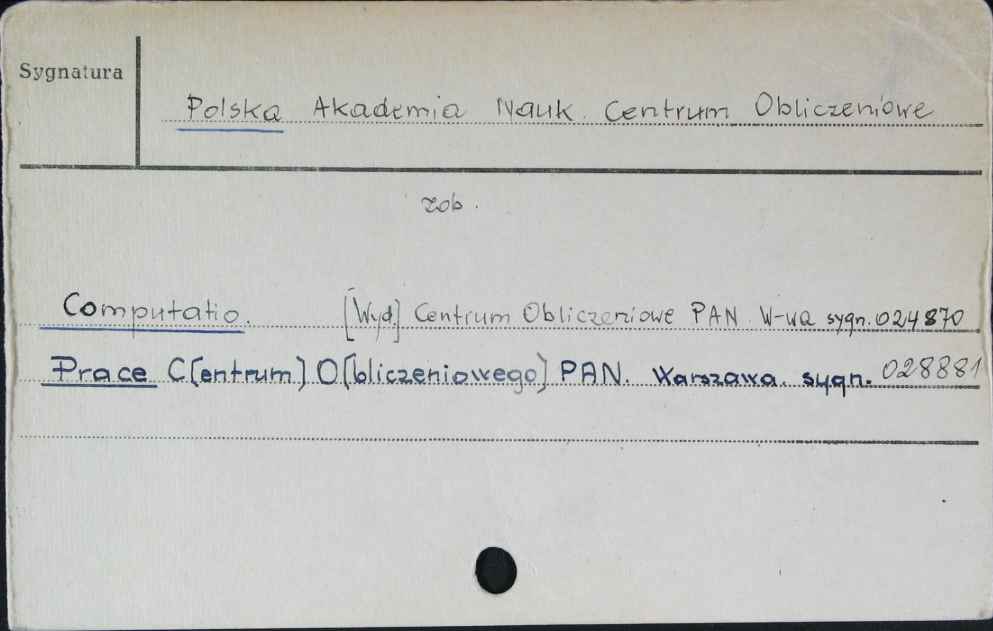 Sygnatura
Polska Akademia Nauk. Centrum Obliczeniowe
zob.
Computatio. [Wyd.] Centrum Obliczeniowe PAN. W-wa sygn. 024870
Prace C[entrum] O[bliczeniowego] PAN. Warszawa. sygn. 028881